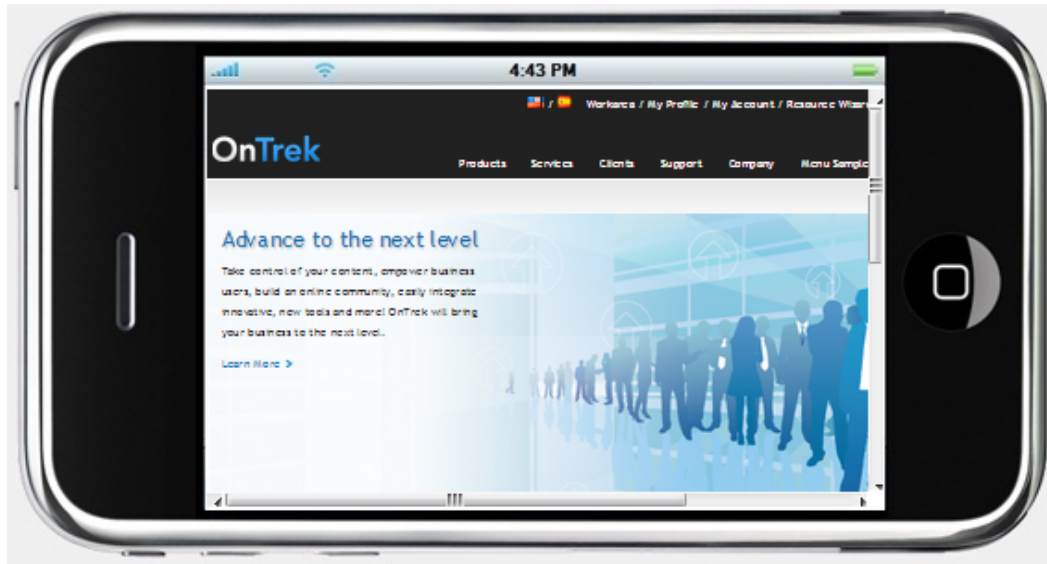 4:43 PM
/ Workarea / My Profile / My Account / Resource Wizar
OnTrek
Products Services Clients Support Company Menu Sample
Advance to the next level
Take control of your content, empower business
users, build an online community, easily integrate
innovative, new tools and more! OnTrek will bring
your business to the next level.
Learn More >